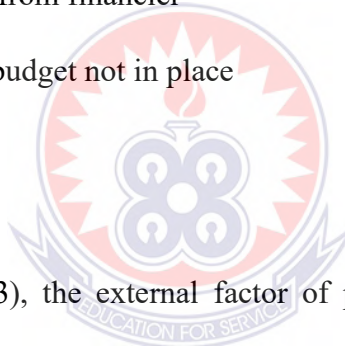 from financier
budget not in place
3), the external factor of
EDUCATION FOR SERVICE